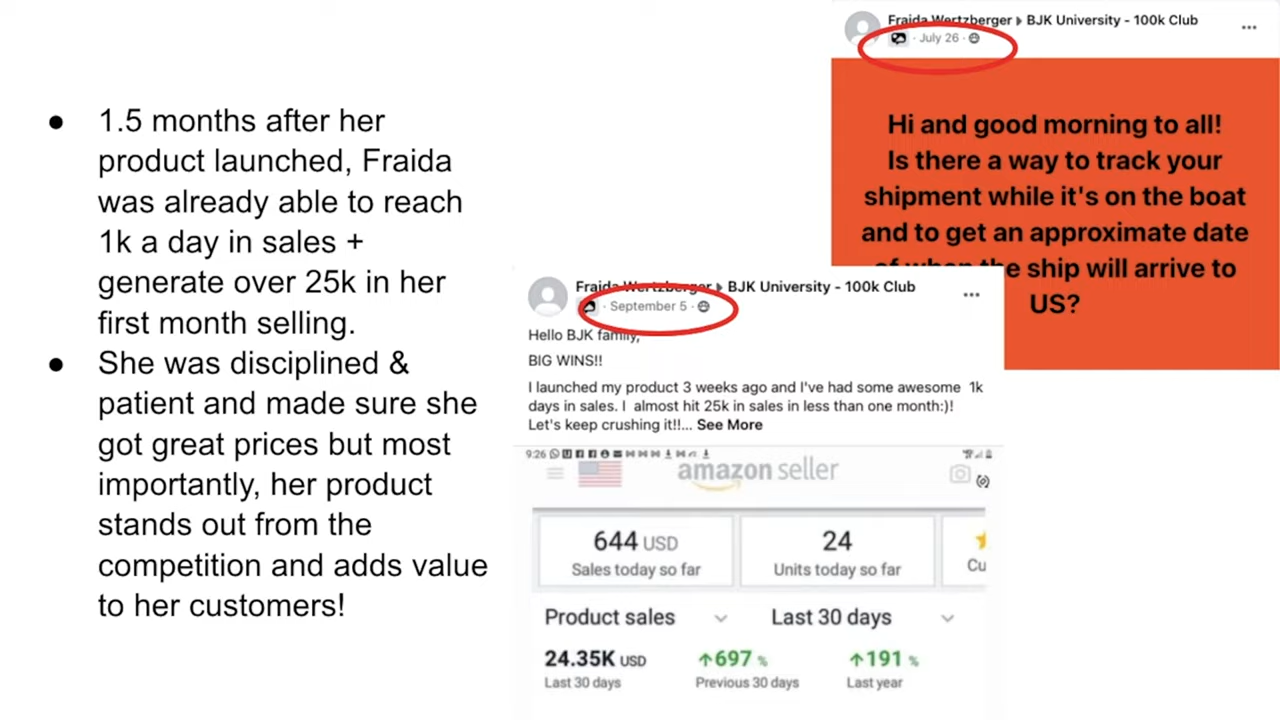 ● 1.5 months after her
product launched, Fraida
was already able to reach
1k a day in sales +
generate over 25k in her
first month selling.
● She was disciplined &
patient and made sure she
got great prices but most
importantly, her product
stands out from the
competition and adds value
to her customers!
Fraida Wertzberger ▸ BJK University - 100k Club
· July 26 ·
Hi and good morning to all!
Is there a way to track your
shipment while it's on the boat
and to get an approximate date
of when the ship will arrive to
US?
Fraida Wertzberger ▸ BJK University - 100k Club
· September 5 ·
Hello BJK family,
BIG WINS!!
I launched my product 3 weeks ago and I've had some awesome 1k
days in sales. I almost hit 25k in sales in less than one month:)!
Let's keep crushing it!!... See More
9:26
amazon seller
644 USD
Sales today so far
24
Units today so far
Cu
Product sales
Last 30 days
24.35K USD
Last 30 days
↑697 %
Previous 30 days
↑191 %
Last year